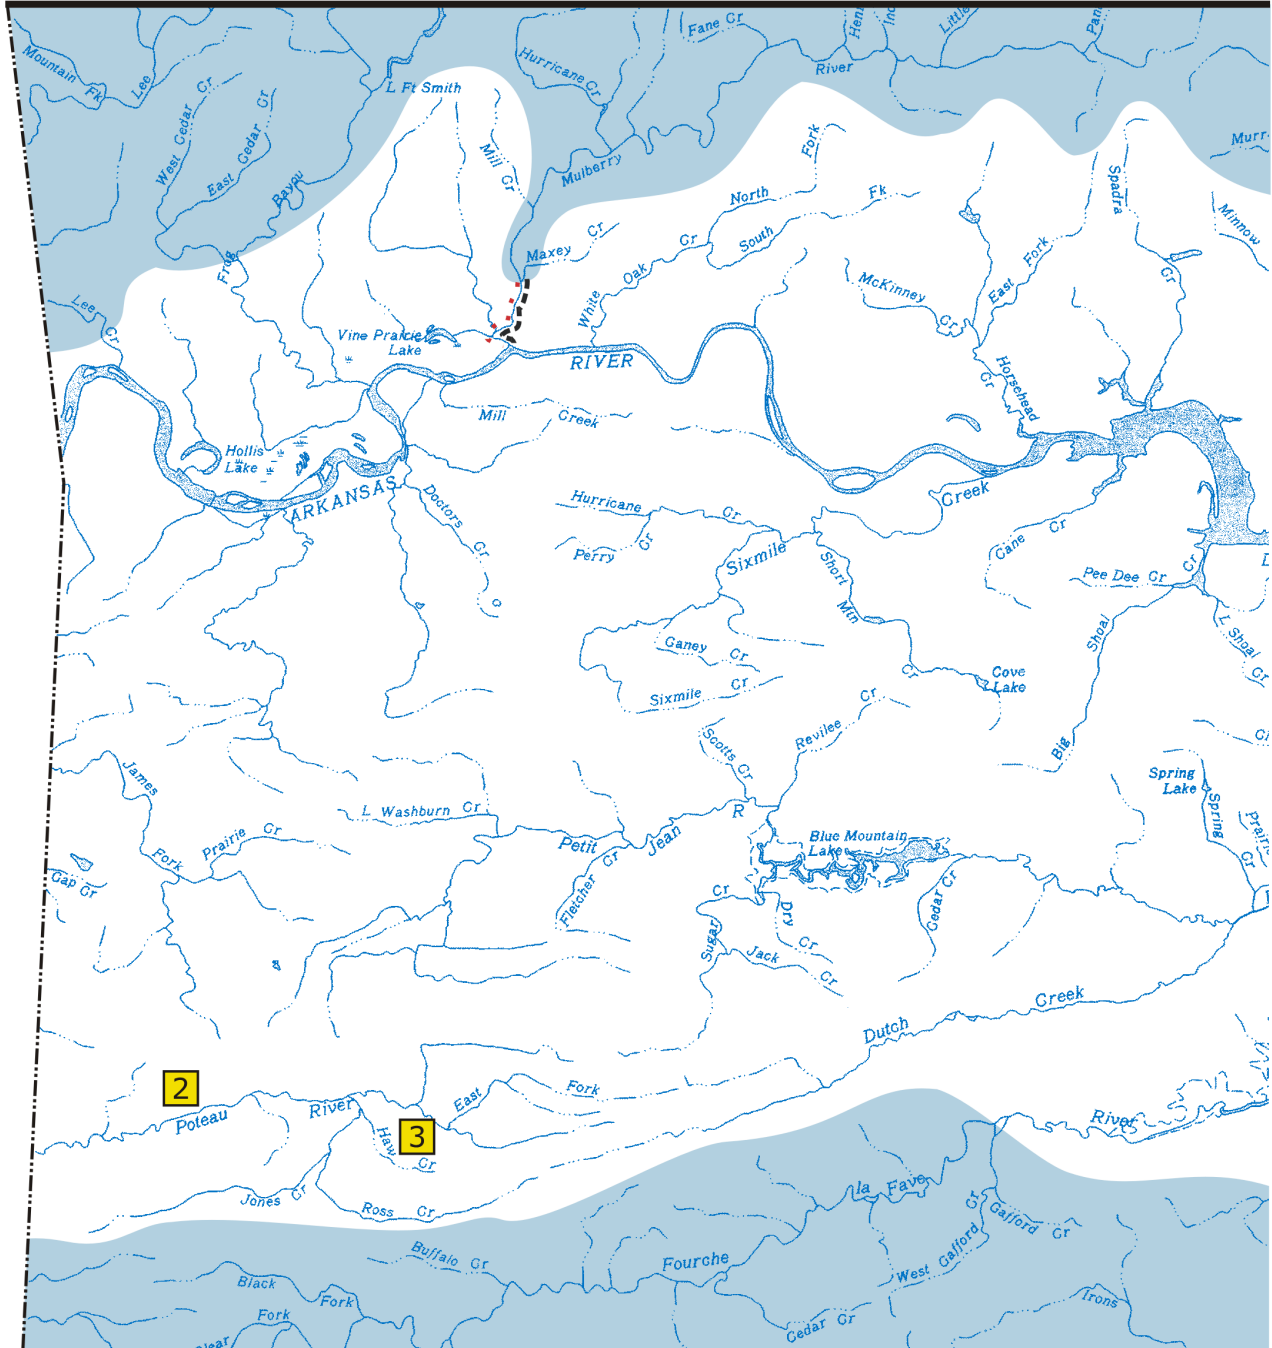 Fane Cr
Little
Mountain
Fk
Lee
West Cedar Cr
East Cedar Cr
L Ft Smith
Hurricane Cr
River
Mulberry
Mill Cr
Bayou
Frog
Fork
North
South
Fk
Spadra
Cr
Minnow
Murr
Maxey Cr
White Oak Cr
McKinney
Cr
East Fork
Horsehead
Cr
Lee
Cr
Vine Prairie
Lake
RIVER
Mill Creek
Hollis
Lake
ARKANSAS
Doctors
Cr
Hurricane Cr
Perry Cr
Sixmile
Creek
Short
Mtn
Cr
Cane Cr
Pee Dee Cr
Cr
Shoal
Big
L Shoal
Cr
Ganey Cr
Sixmile Cr
Cove
Lake
Revilee Cr
Scotts Cr
James
Fork
Prairie Cr
Gap Cr
L Washburn Cr
Petit
Jean
R
Fletcher Cr
Blue Mountain
Lake
Spring
Lake
Spring
Cr
Sugar
Cr
Dry
Cr
Jack
Cr
Cedar Cr
Dutch
Creek
2
Poteau
River
3
Haw
Cr
East
Fork
Jones Cr
Ross Cr
River
la Fave
Fourche
Gafford
Cr
West Gafford
Cr
Buffalo Cr
Black
Fork
Fork
Cedar Cr
Irons